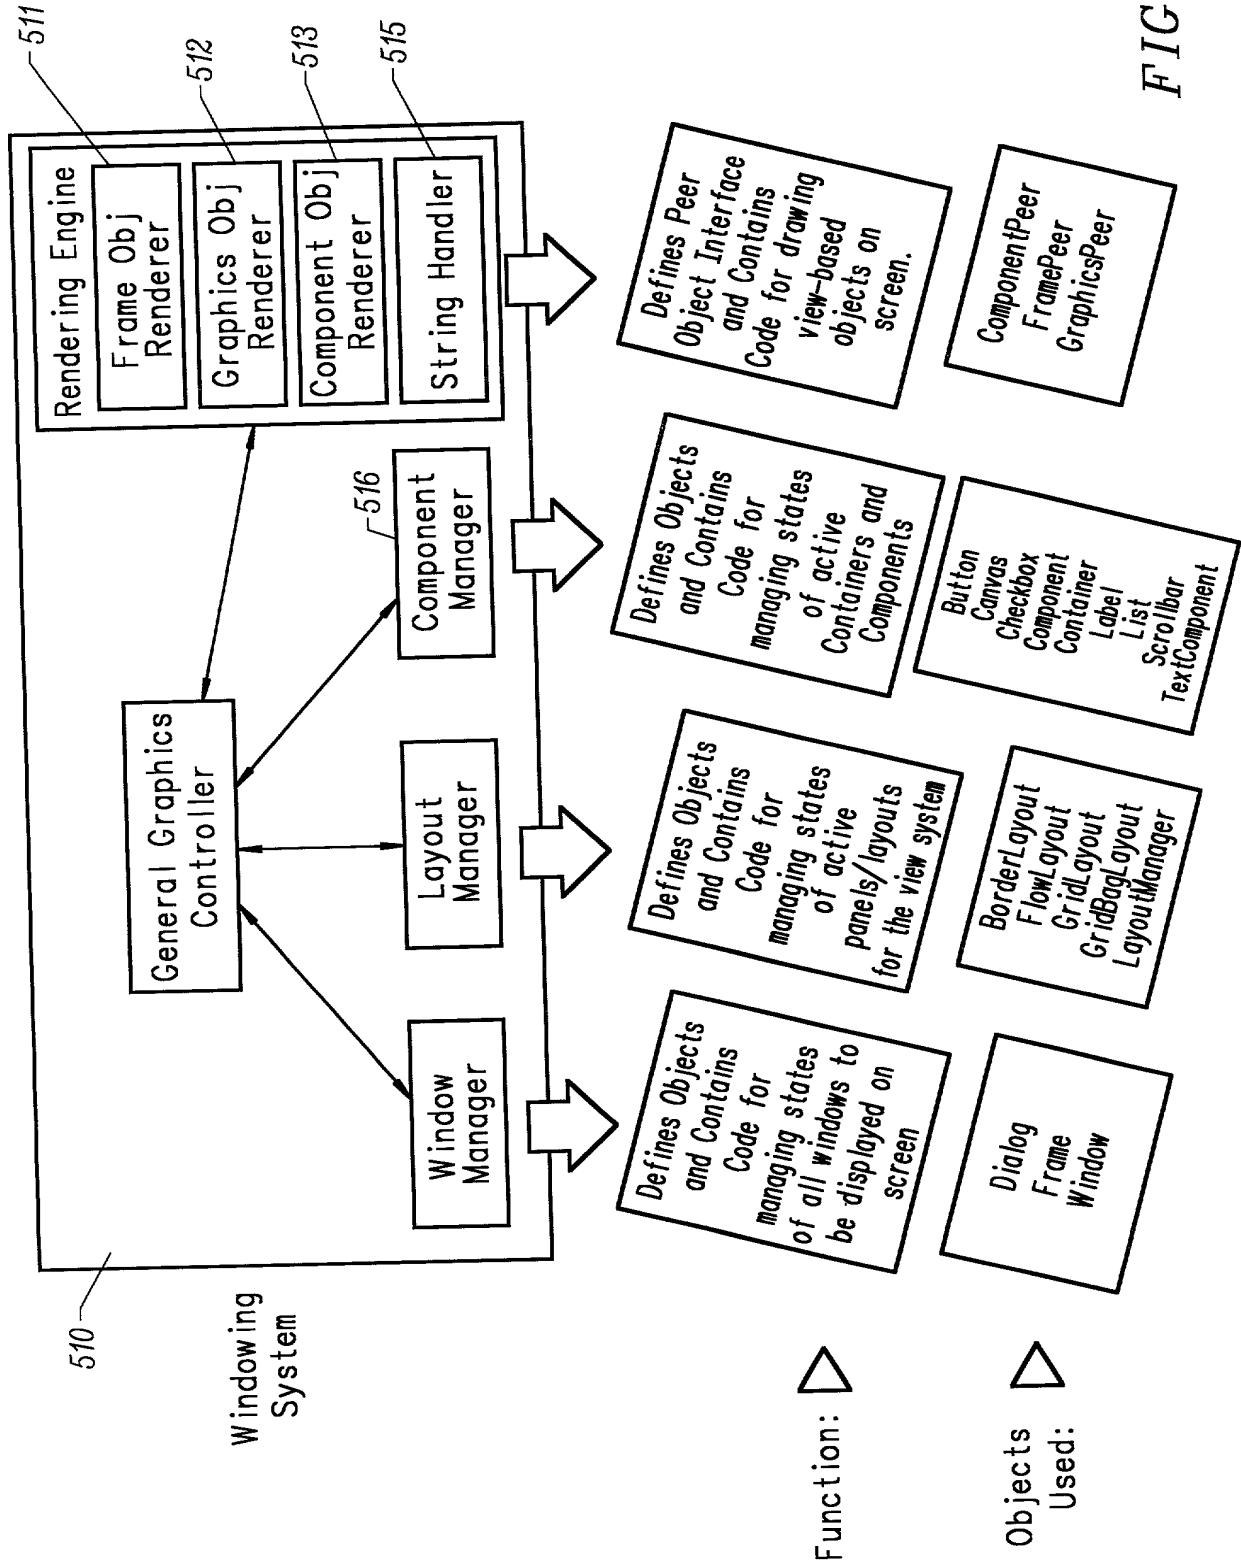 Windowing
System
510
General Graphics
Controller
Window
Manager
Layout
Manager
Component
Manager
516
Rendering Engine
Frame Obj
Renderer
511
Graphics Obj
Renderer
512
Component Obj
Renderer
513
String Handler
515
Function:
Defines Objects
and Contains
Code for
managing states
of all windows to
be displayed on
screen
Defines Objects
and Contains
Code for
managing states
of active
panels/layouts
for the view system
Defines Objects
and Contains
Code for
managing states
of active
Containers and
Components
Defines Peer
Object Interface
and Contains
Code for drawing
view-based
objects on
screen.
Objects
Used:
Dialog
Frame
Window
BorderLayout
FlowLayout
GridLayout
GridBagLayout
LayoutManager
Button
Canvas
Checkbox
Component
Container
Label
List
Scrollbar
TextComponent
ComponentPeer
FramePeer
GraphicsPeer
FIG